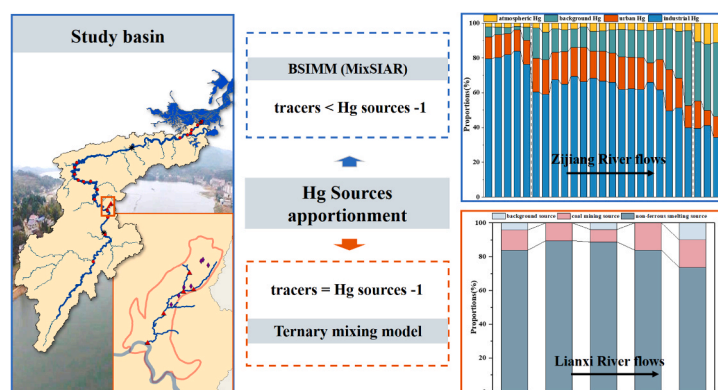 Study basin
BSIMM (MixSIAR)
tracers < Hg sources -1
Hg Sources
apportionment
tracers = Hg sources -1
Ternary mixing model
atmospheric Hg background Hg urban Hg industrial Hg
Proportions(%)
100
80
60
40
20
0
Zijiang River flows
background source coal mining source non-ferrous smelting source
Proportions(%)
100
80
60
40
20
0
Lianxi River flows